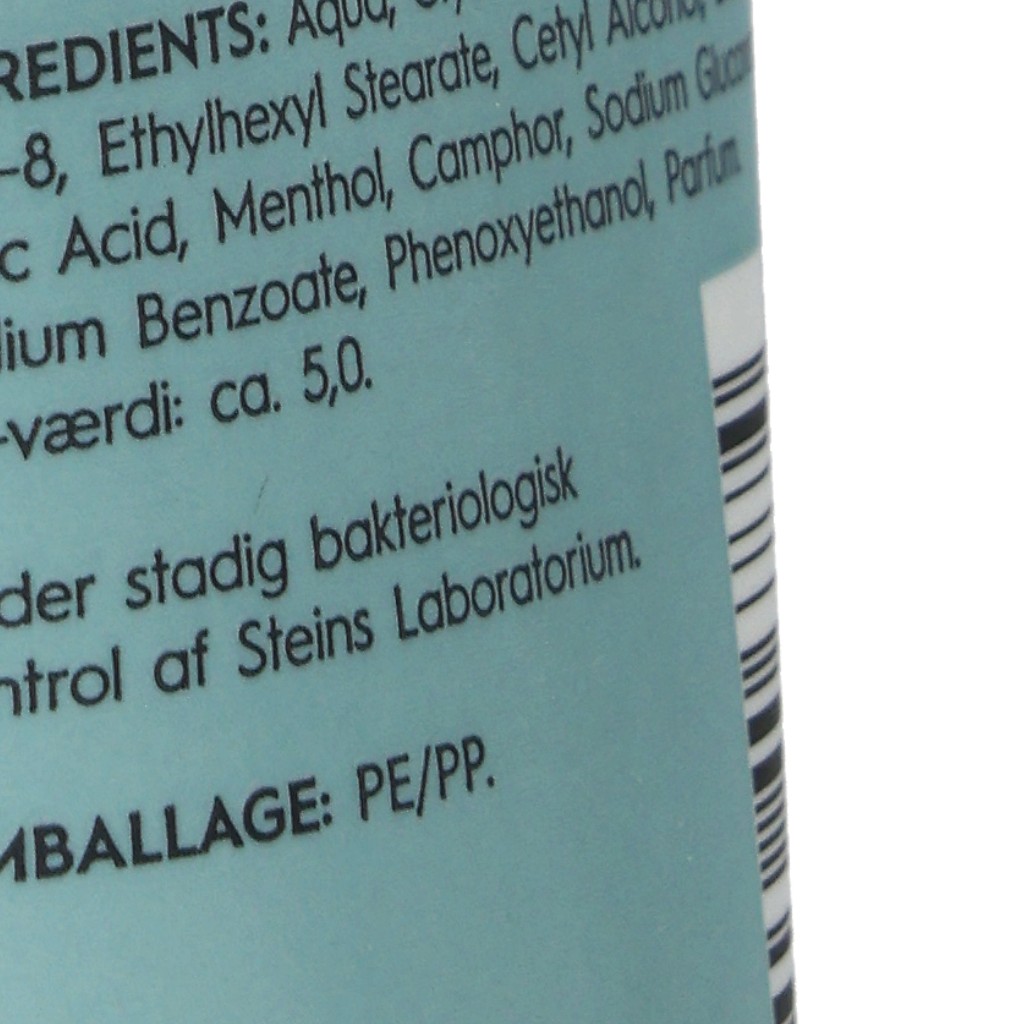 REDIENTS: Aqua,
-8, Ethylhexyl Stearate, Cetyl Alcohol,
c Acid, Menthol, Camphor, Sodium
ium Benzoate, Phenoxyethanol, Parfum.
-værdi: ca. 5,0.
der stadig bakteriologisk
ntrol af Steins Laboratorium.
MBALLAGE: PE/PP.